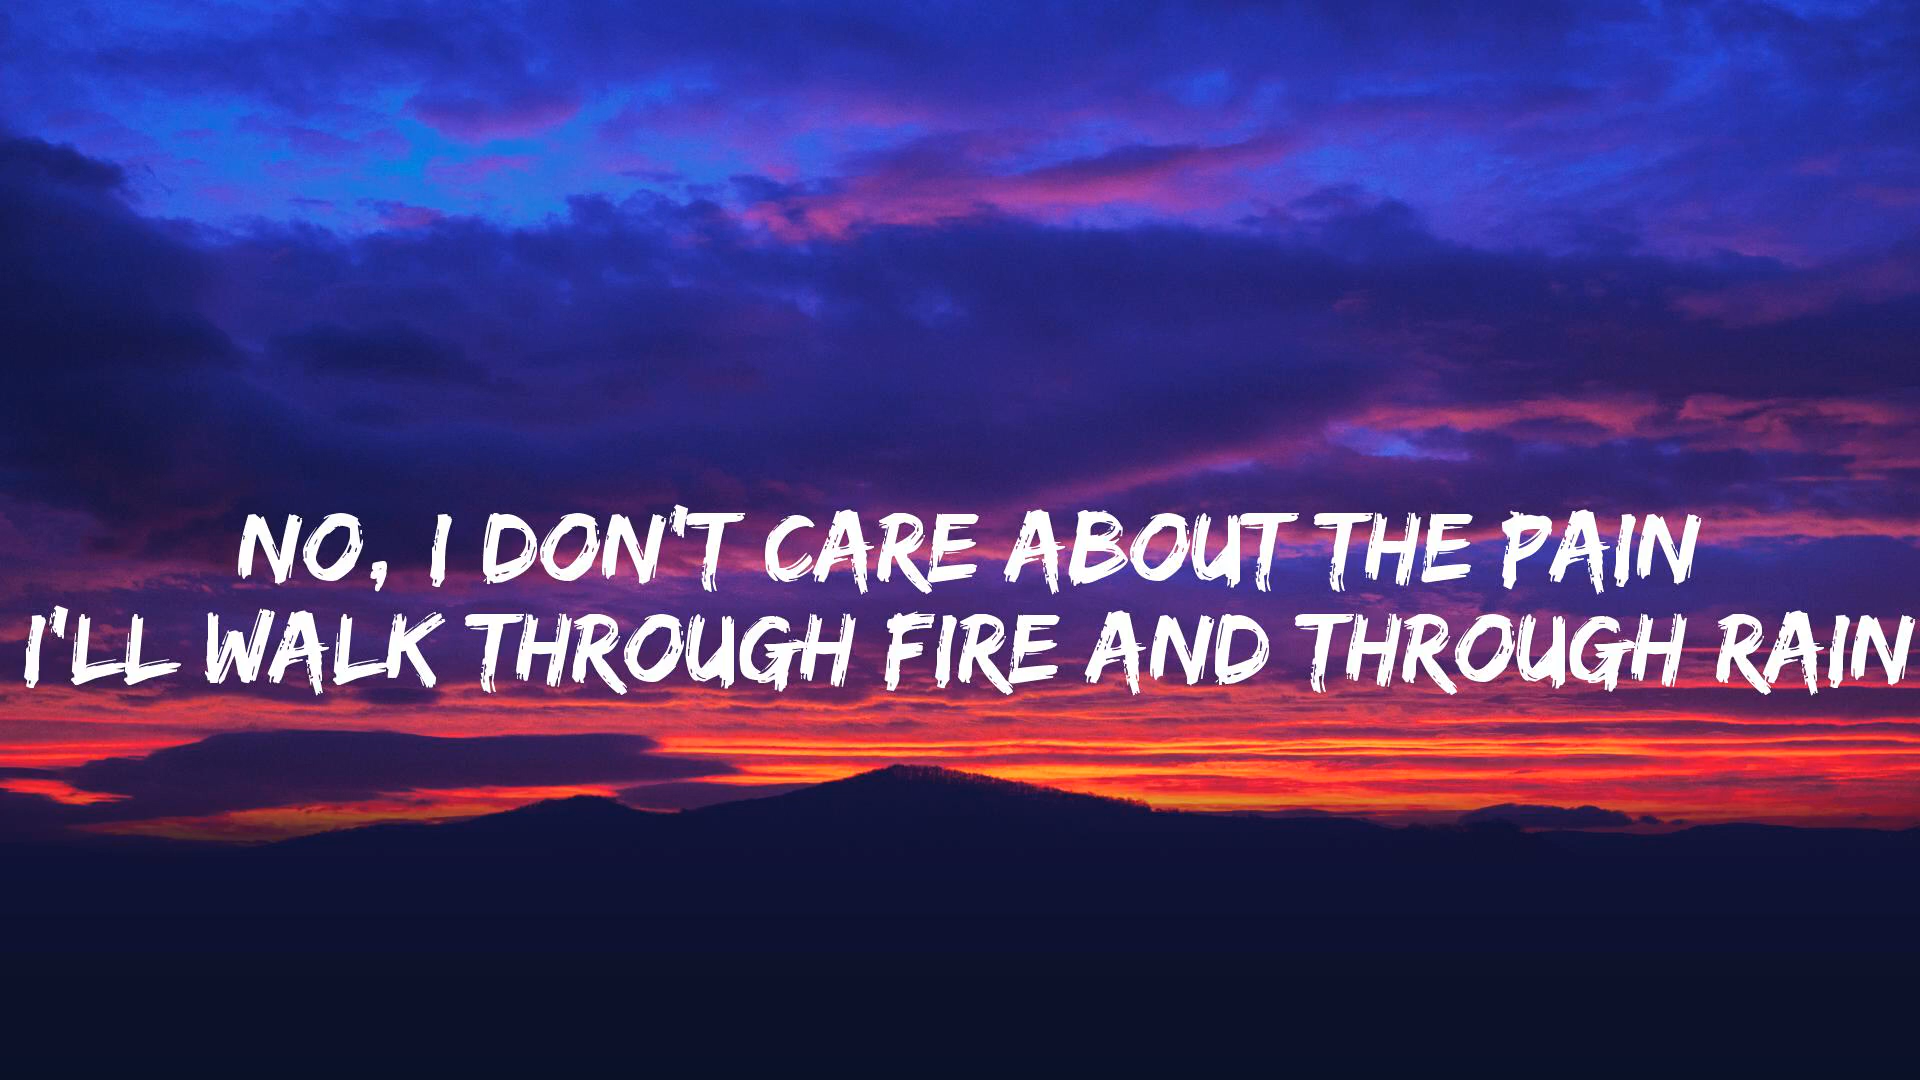 NO, I DON'T CARE ABOUT THE PAIN
I'LL WALK THROUGH FIRE AND THROUGH RAIN